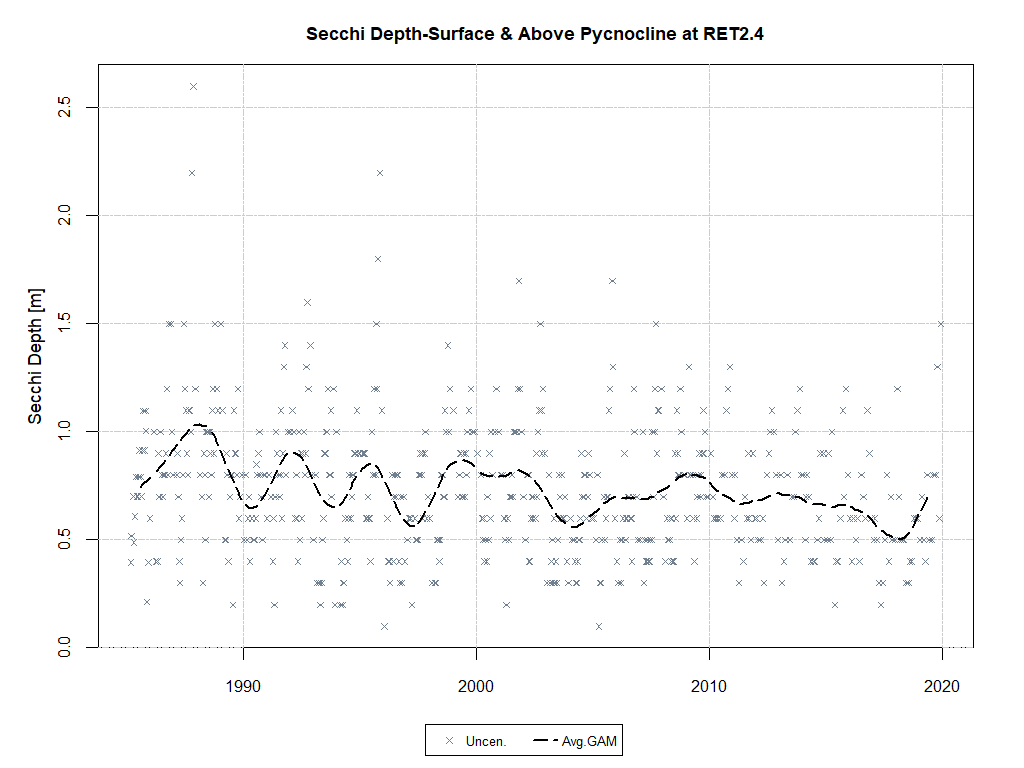 Secchi Depth-Surface & Above Pycnocline at RET2.4
Secchi Depth [m]
2.5
2.0
1.5
1.0
0.5
0.0
1990
2000
2010
2020
Uncen.
Avg.GAM